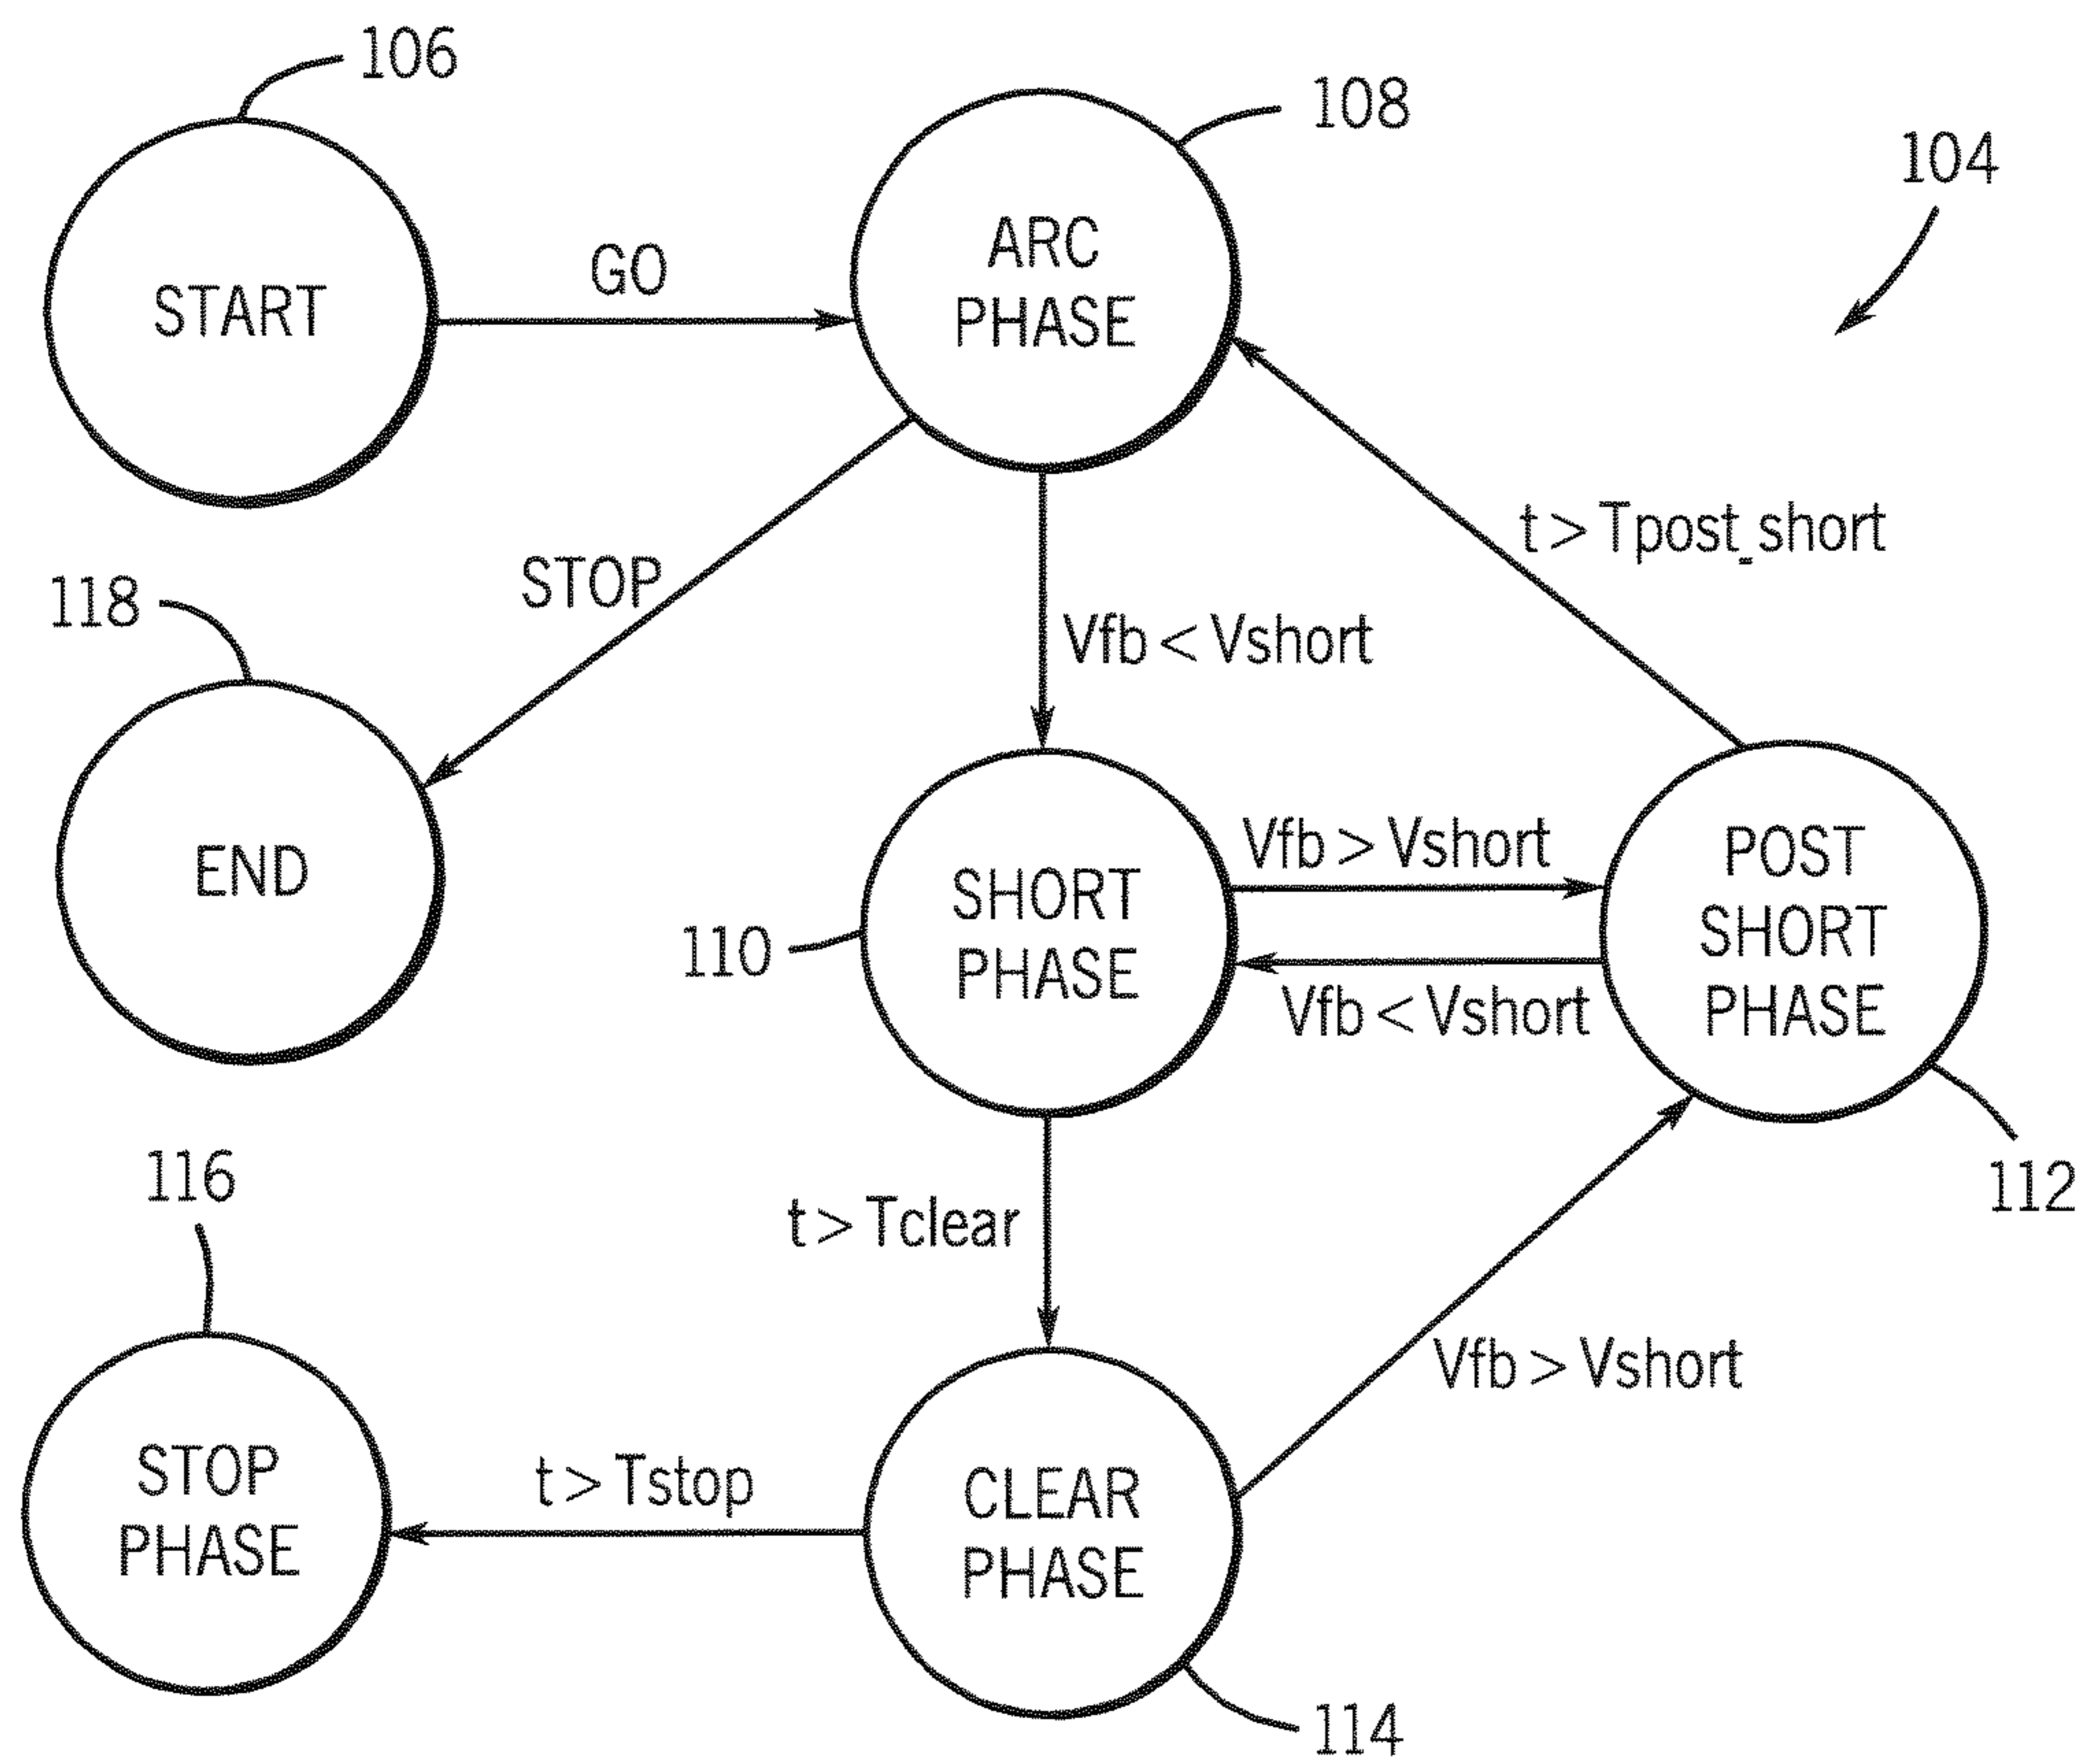 106
108
104
START
GO
ARC
PHASE
STOP
t > Tpost_short
118
Vfb < Vshort
END
110
SHORT
PHASE
Vfb > Vshort
Vfb < Vshort
POST
SHORT
PHASE
112
116
t > Tclear
Vfb > Vshort
STOP
PHASE
t > Tstop
CLEAR
PHASE
114